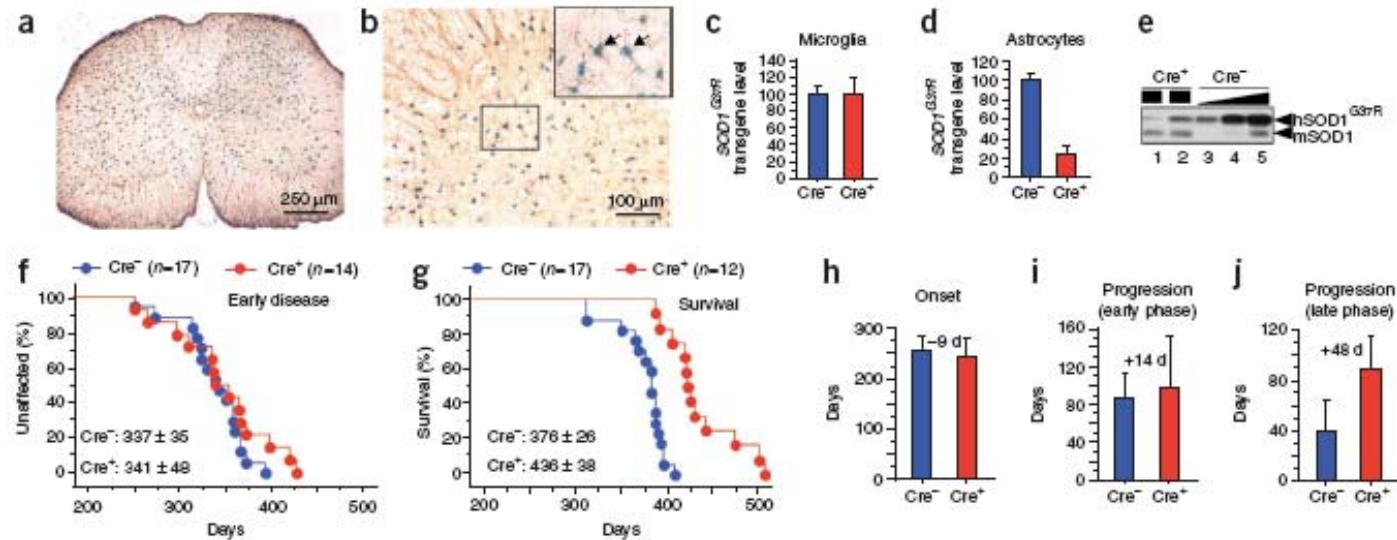 a
250 μm
b
100 μm
c
Microglia
SOD1^G37R
transgene level
140
120
100
80
60
40
20
0
Cre⁻ Cre⁺
d
Astrocytes
SOD1^G37R
transgene level
120
100
80
60
40
20
0
Cre⁻ Cre⁺
e
Cre⁺ Cre⁻
hSOD1^G37R
mSOD1
1 2 3 4 5
f
Cre⁻ (n=17) Cre⁺ (n=14)
Early disease
Unaffected (%)
100
80
60
40
20
0
Cre⁻: 337 ± 35
Cre⁺: 341 ± 48
200 300 400 500
Days
g
Cre⁻ (n=17) Cre⁺ (n=12)
Survival
Survival (%)
100
80
60
40
20
0
Cre⁻: 376 ± 26
Cre⁺: 436 ± 38
200 300 400 500
Days
h
Onset
Days
300
200
100
0
−9 d
Cre⁻ Cre⁺
i
Progression
(early phase)
Days
160
120
80
40
0
+14 d
Cre⁻ Cre⁺
j
Progression
(late phase)
Days
120
80
40
0
+48 d
Cre⁻ Cre⁺